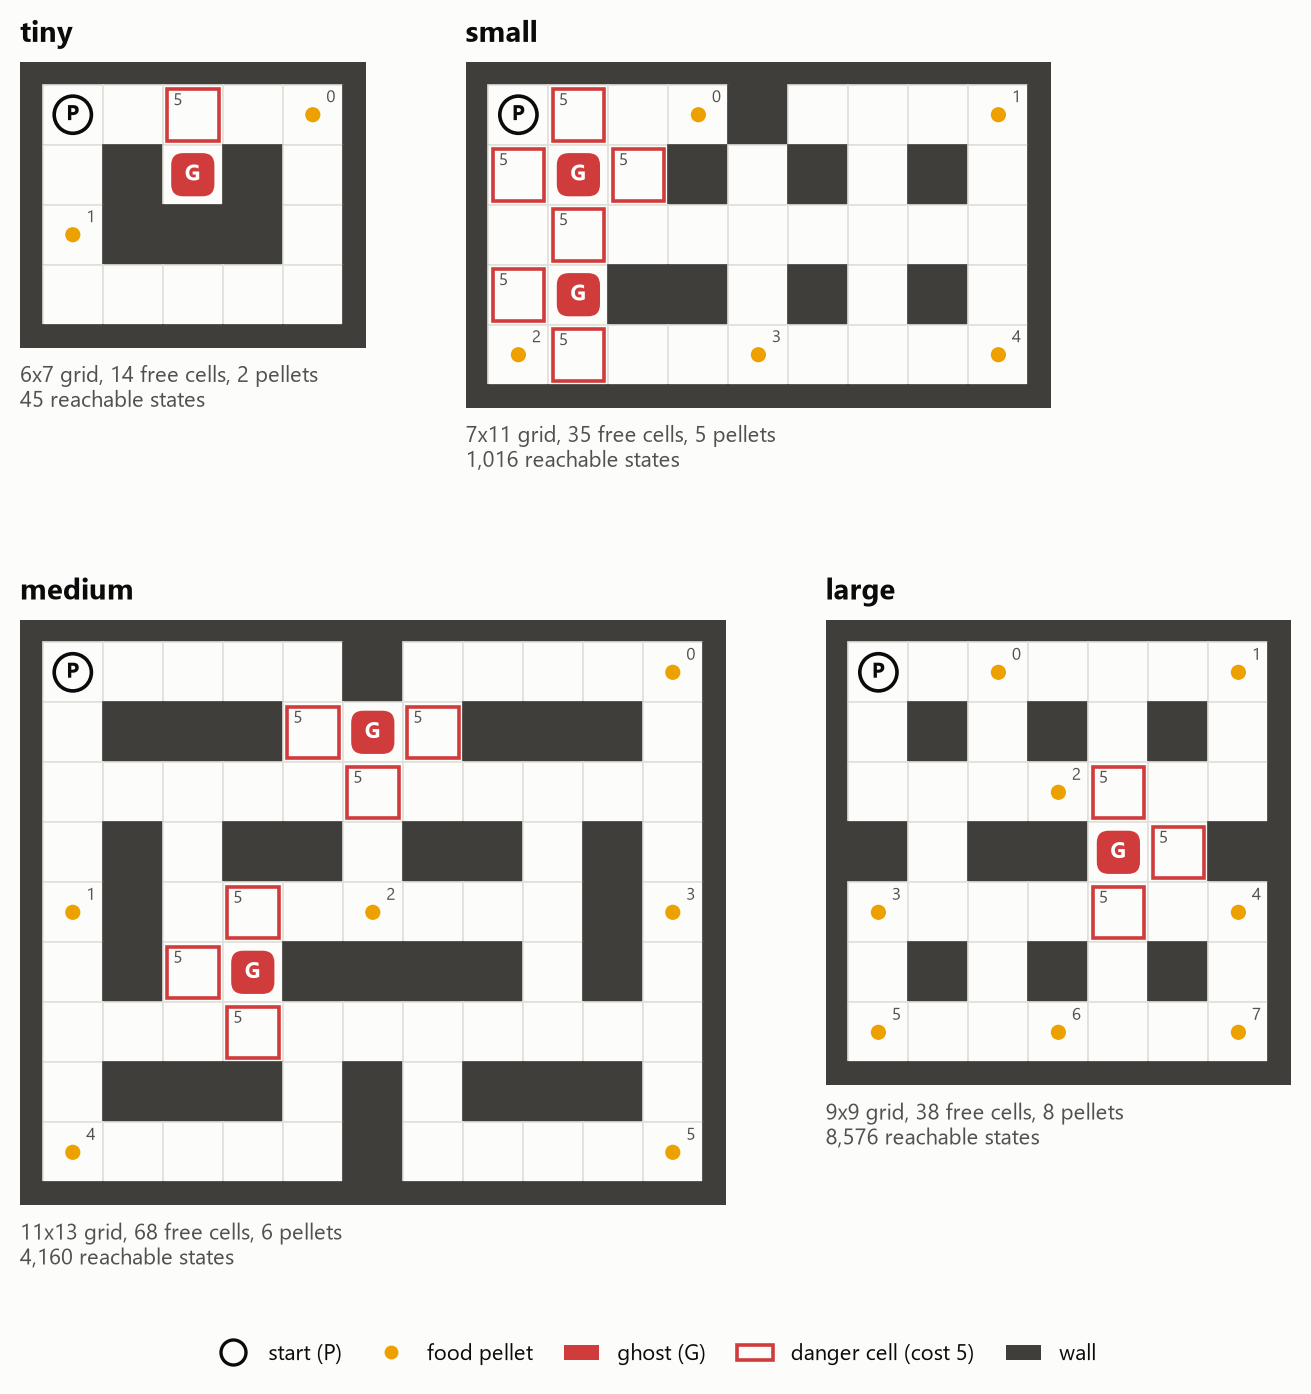 tiny
small
P
5
0
G
1
P
5
0
1
5
G
5
5
5
G
2
5
3
4
6x7 grid, 14 free cells, 2 pellets
45 reachable states
7x11 grid, 35 free cells, 5 pellets
1,016 reachable states
medium
large
P
0
5
G
5
5
1
5
2
3
5
G
5
4
5
P
0
1
2
5
G
5
3
5
4
5
6
7
11x13 grid, 68 free cells, 6 pellets
4,160 reachable states
9x9 grid, 38 free cells, 8 pellets
8,576 reachable states
start (P)
food pellet
ghost (G)
danger cell (cost 5)
wall